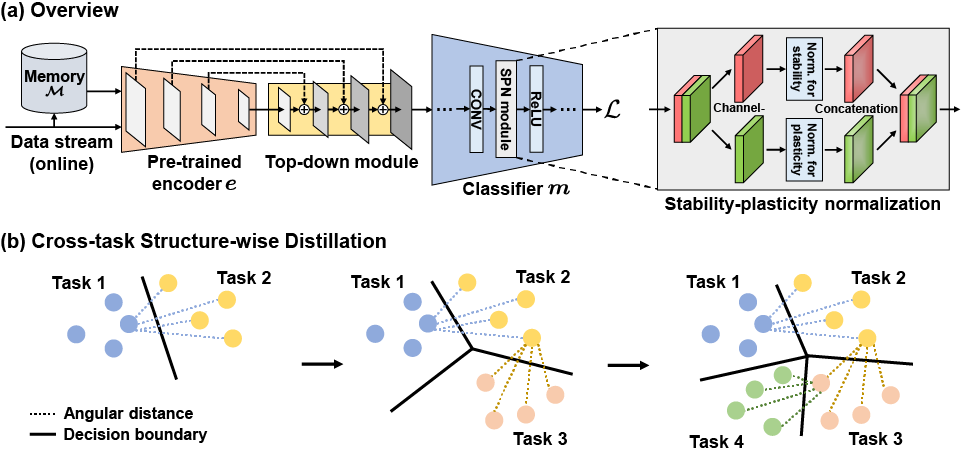 (a) Overview
Memory
𝓜
Data stream
(online)
Pre-trained
encoder e
Top-down module
CONV
SPN module
ReLU
Classifier m
𝓛
Channel-
Norm. for
stability
Norm. for
plasticity
Concatenation
Stability-plasticity normalization
(b) Cross-task Structure-wise Distillation
Task 1
Task 2
Angular distance
Decision boundary
Task 1
Task 2
Task 3
Task 1
Task 2
Task 4
Task 3